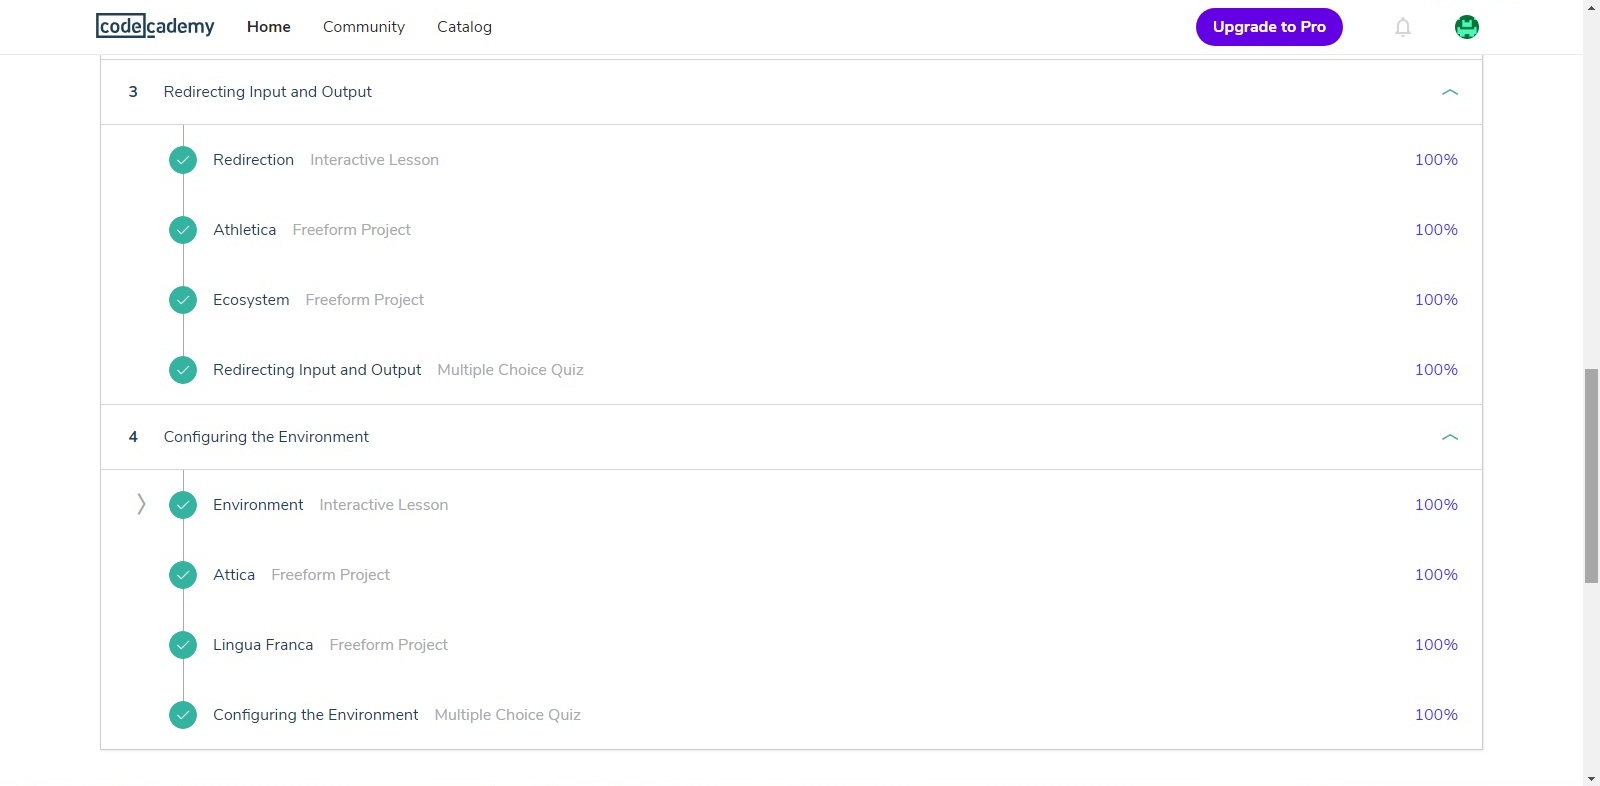 codecademy Home Community Catalog Upgrade to Pro
3 Redirecting Input and Output
Redirection Interactive Lesson 100%
Athletica Freeform Project 100%
Ecosystem Freeform Project 100%
Redirecting Input and Output Multiple Choice Quiz 100%
4 Configuring the Environment
Environment Interactive Lesson 100%
Attica Freeform Project 100%
Lingua Franca Freeform Project 100%
Configuring the Environment Multiple Choice Quiz 100%